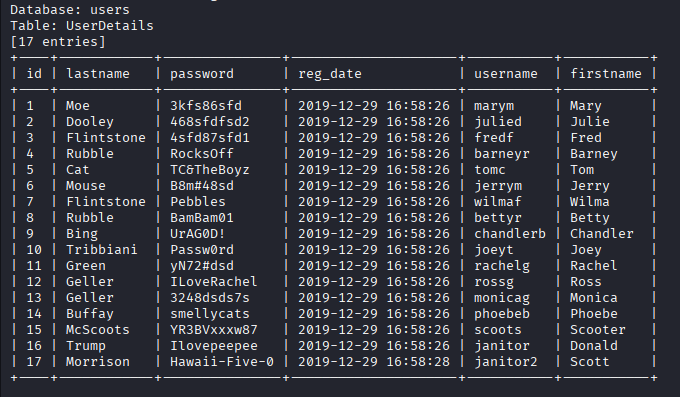 Database: users
Table: UserDetails
[17 entries]
| id | lastname | password | reg_date | username | firstname |
| 1 | Moe | 3kfs86sfd | 2019-12-29 16:58:26 | marym | Mary |
| 2 | Dooley | 468sfdfsd2 | 2019-12-29 16:58:26 | julied | Julie |
| 3 | Flintstone | 4sfd87sfd1 | 2019-12-29 16:58:26 | fredf | Fred |
| 4 | Rubble | RocksOff | 2019-12-29 16:58:26 | barneyr | Barney |
| 5 | Cat | TC&TheBoyz | 2019-12-29 16:58:26 | tomc | Tom |
| 6 | Mouse | B8m#48sd | 2019-12-29 16:58:26 | jerrym | Jerry |
| 7 | Flintstone | Pebbles | 2019-12-29 16:58:26 | wilmaf | Wilma |
| 8 | Rubble | BamBam01 | 2019-12-29 16:58:26 | bettyr | Betty |
| 9 | Bing | UrAG0D! | 2019-12-29 16:58:26 | chandlerb | Chandler |
| 10 | Tribbiani | Passw0rd | 2019-12-29 16:58:26 | joeyt | Joey |
| 11 | Green | yN72#dsd | 2019-12-29 16:58:26 | rachelg | Rachel |
| 12 | Geller | ILoveRachel | 2019-12-29 16:58:26 | rossg | Ross |
| 13 | Geller | 3248dsds7s | 2019-12-29 16:58:26 | monicag | Monica |
| 14 | Buffay | smellycats | 2019-12-29 16:58:26 | phoebeb | Phoebe |
| 15 | McScoots | YR3BVxxxw87 | 2019-12-29 16:58:26 | scoots | Scooter |
| 16 | Trump | Ilovepeepee | 2019-12-29 16:58:26 | janitor | Donald |
| 17 | Morrison | Hawaii-Five-0 | 2019-12-29 16:58:28 | janitor2 | Scott |